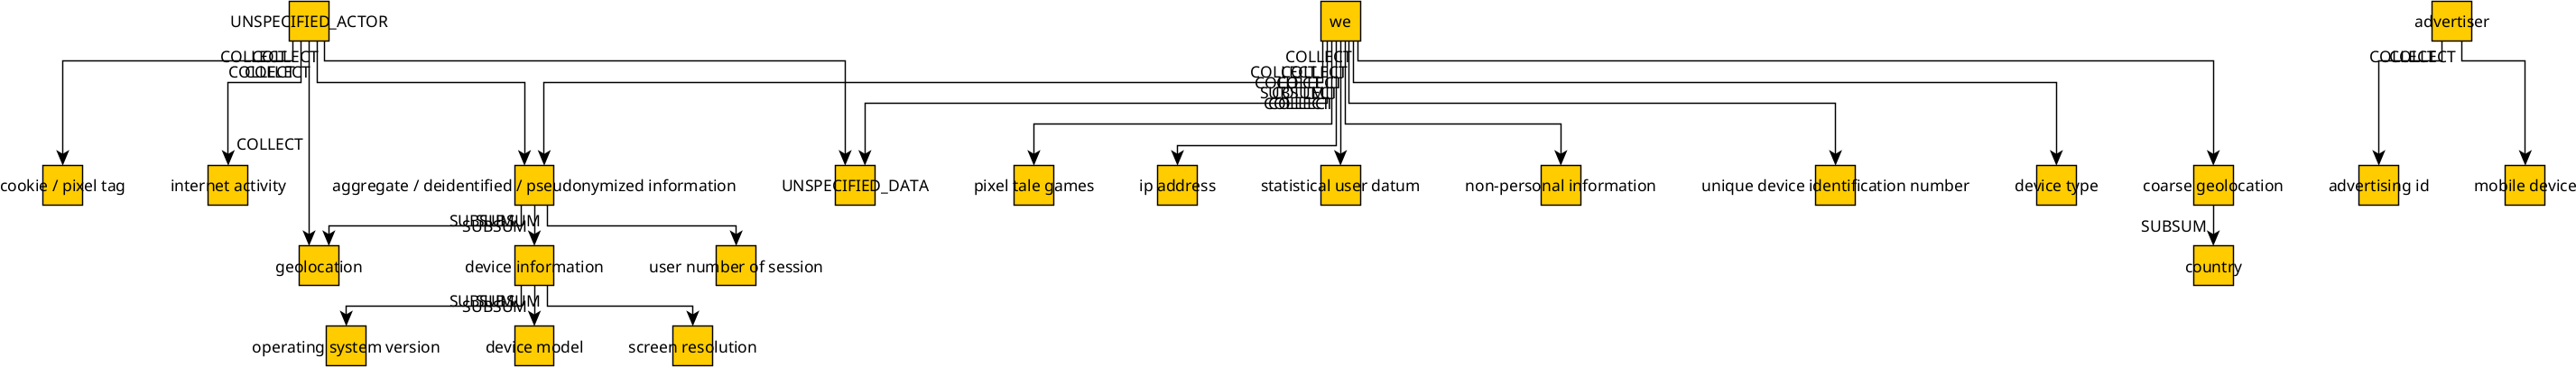 UNSPECIFIED_ACTOR
we
advertiser
COLLECT
COLLECT
COLLECT
COLLECT
COLLECT
COLLECT
COLLECT
COLLECT
COLLECT
COLLECT
COLLECT
SUBSUM
COLLECT
COLLECT
COLLECT
COLLECT
COLLECT
COLLECT
cookie / pixel tag
internet activity
aggregate / deidentified / pseudonymized information
UNSPECIFIED_DATA
pixel tale games
ip address
statistical user datum
non-personal information
unique device identification number
device type
coarse geolocation
advertising id
mobile device
SUBSUM
SUBSUM
SUBSUM
SUBSUM
geolocation
device information
user number of session
country
SUBSUM
SUBSUM
SUBSUM
operating system version
device model
screen resolution